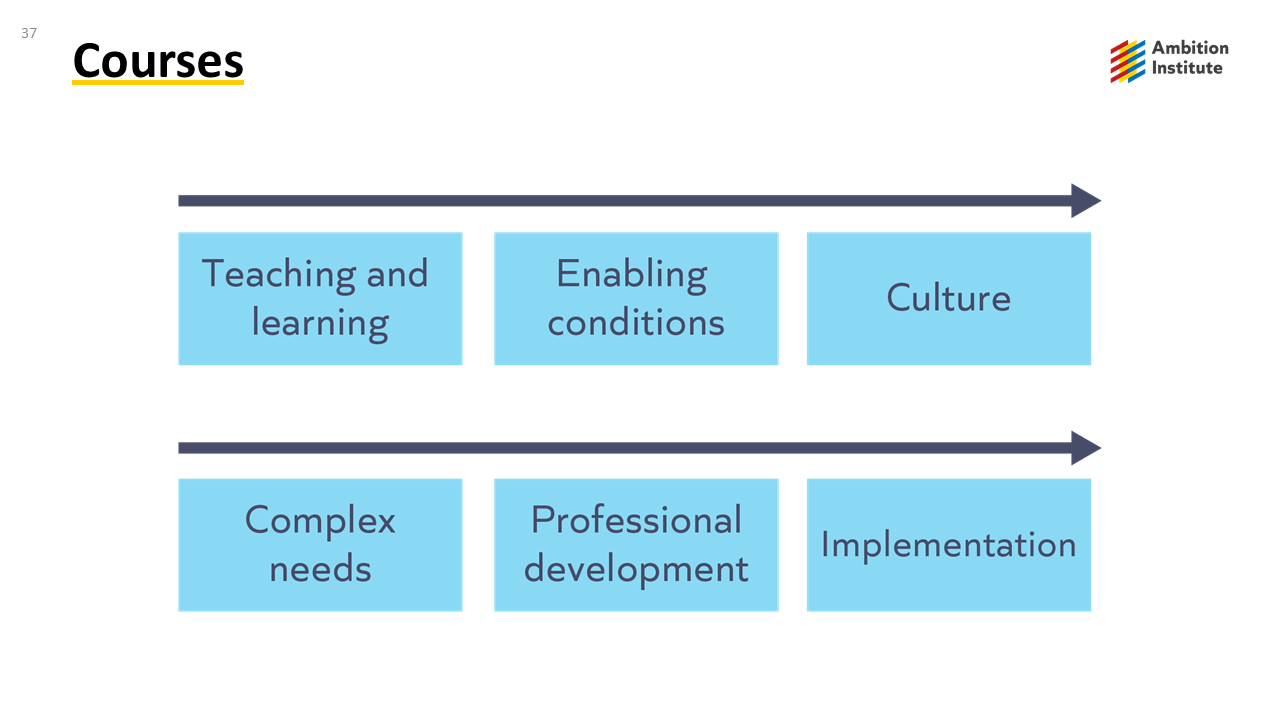 37
Courses
Ambition
Institute
Teaching and
learning
Enabling
conditions
Culture
Complex
needs
Professional
development
Implementation